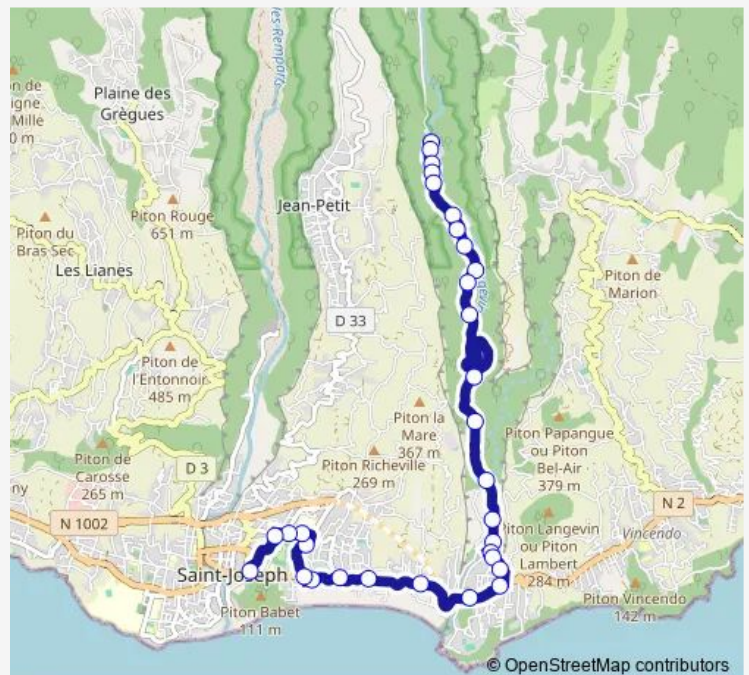 les-Remparts
Plaine des
Grègues
Piton Rouge
651 m
Jean-Petit
Piton du
Bras Sec
Les Lianes
Piton de
Marion
D 33
Piton de
l'Entonnoir
485 m
Piton la
Mare
367 m
Piton Papangue
ou Piton
Bel-Air
379 m
Piton de
Carosse
265 m
D 3
Piton Richeville
269 m
N 2
N 1002
Piton Langevin
ou Piton
Lambert
284 m
Vincendo
Saint-Joseph
Piton Babet
111 m
Piton Vincendo
142 m
© OpenStreetMap contributors